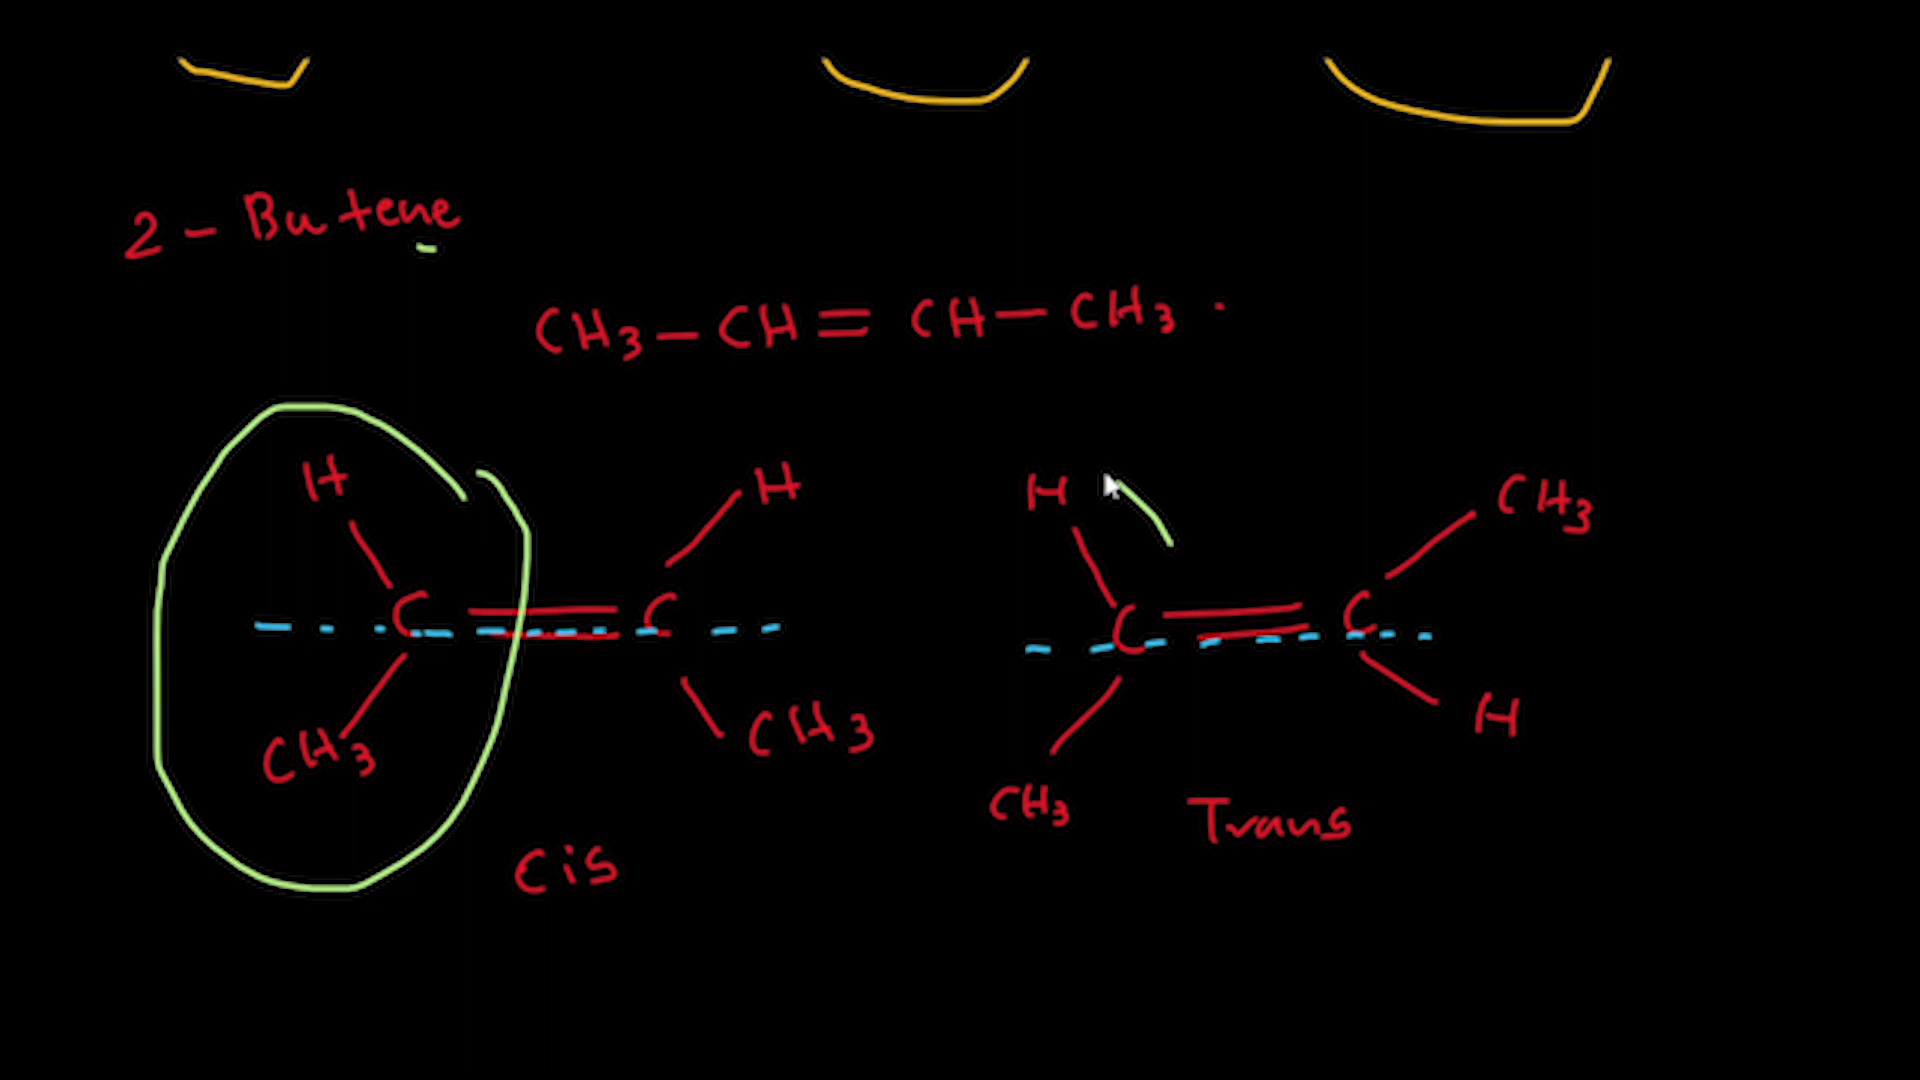 2 - Butene
CH3 — CH = CH — CH3 .
H H H CH3
C = C C = C
CH3 CH3 CH3 H
Cis Trans